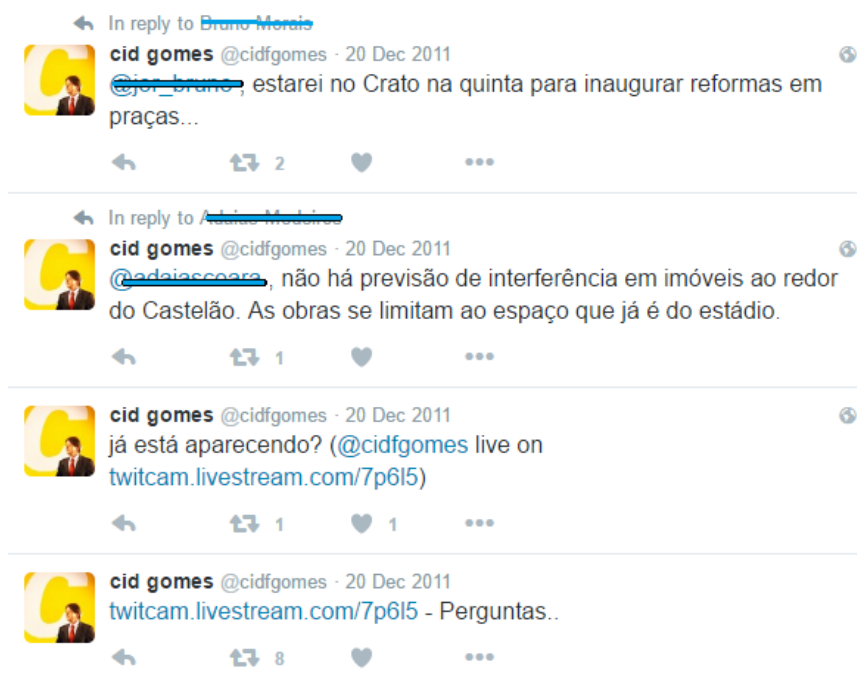 In reply to
cid gomes @cidfgomes · 20 Dec 2011
, estarei no Crato na quinta para inaugurar reformas em
praças...
2
In reply to
cid gomes @cidfgomes · 20 Dec 2011
, não há previsão de interferência em imóveis ao redor
do Castelão. As obras se limitam ao espaço que já é do estádio.
1
cid gomes @cidfgomes · 20 Dec 2011
já está aparecendo? (@cidfgomes live on
twitcam.livestream.com/7p6l5)
1 1
cid gomes @cidfgomes · 20 Dec 2011
twitcam.livestream.com/7p6l5 - Perguntas..
8